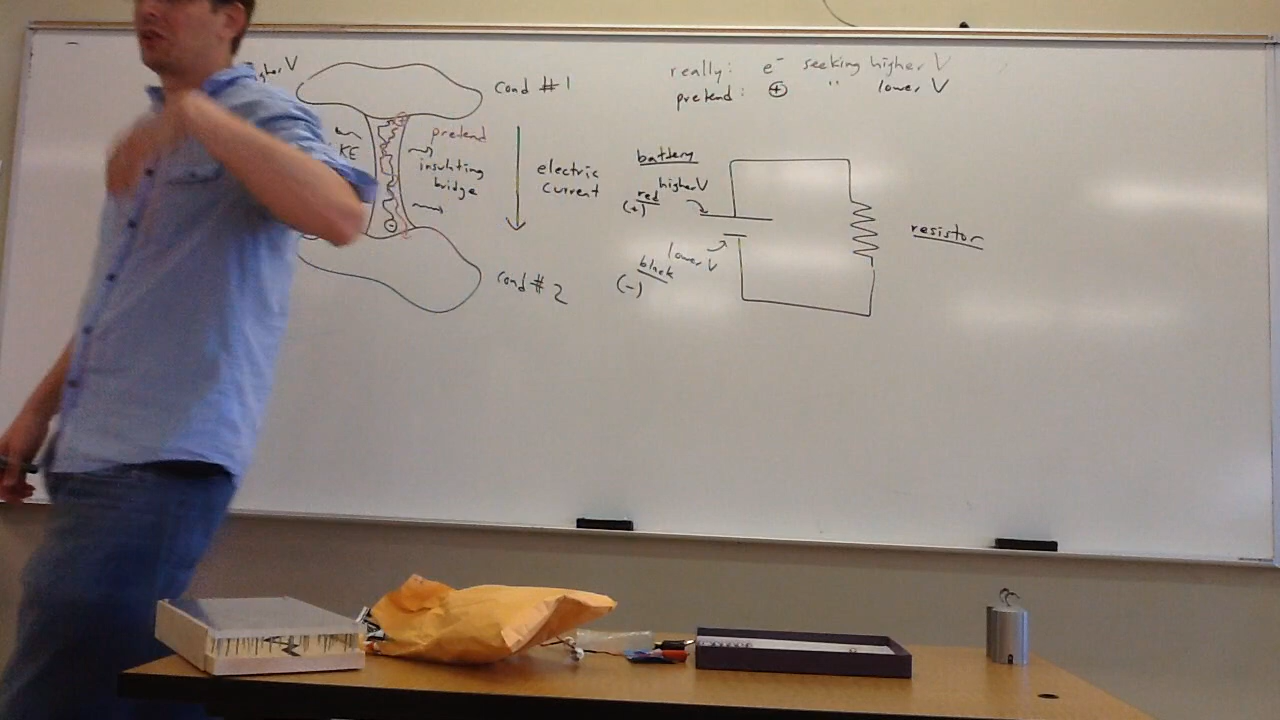 V
Cond #1
KE
pretend
insulating
bridge
electric
current
+
Cond #2
really: e⁻ seeking higher V
pretend: ⊕ " lower V
battery
higher V
red
(+)
lower V
black
(-)
resistor